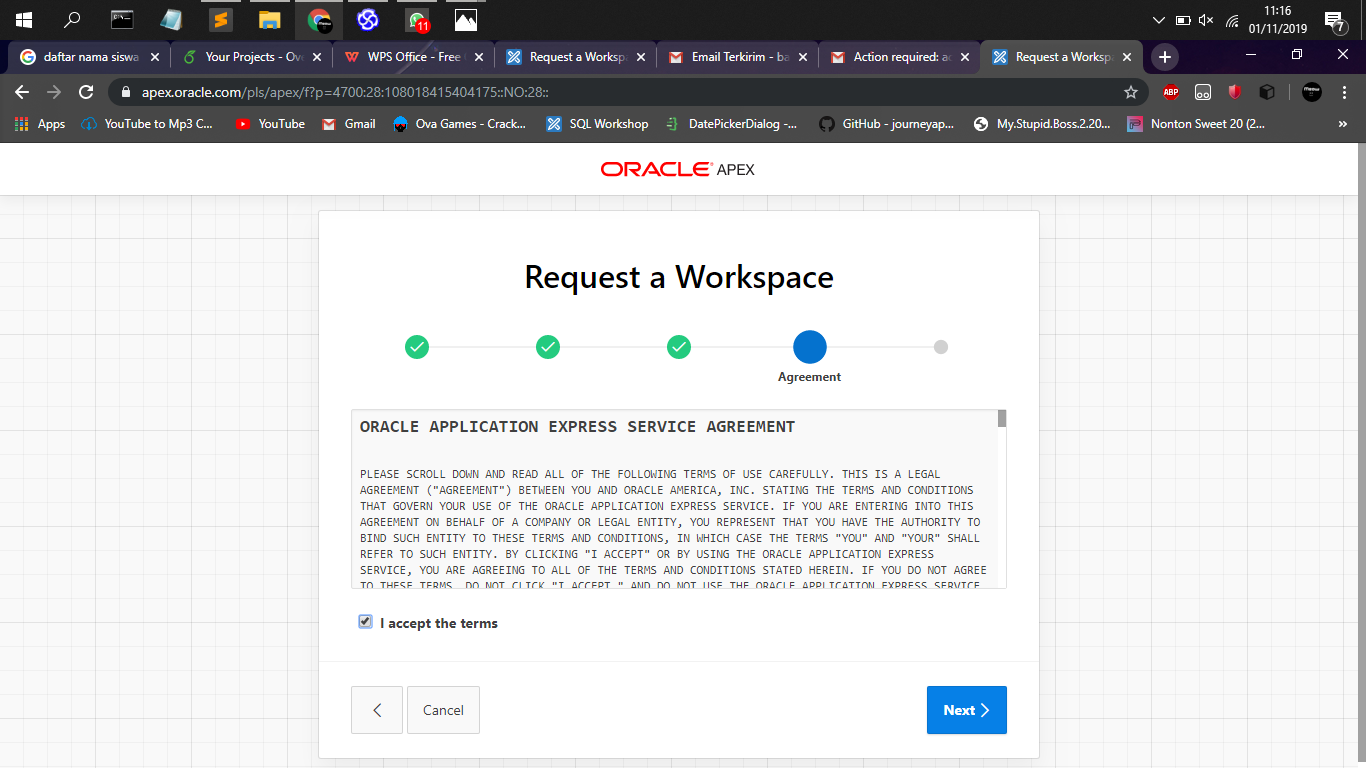 11:16
01/11/2019
11
7
daftar nama siswa
Your Projects - Ove
WPS Office - Free
Request a Workspa
Email Terkirim - ba
Action required: ac
Request a Workspa
apex.oracle.com/pls/apex/f?p=4700:28:108018415404175::NO:28::
ABP
Apps
YouTube to Mp3 C...
YouTube
Gmail
Ova Games - Crack...
SQL Workshop
DatePickerDialog -...
GitHub - journeyap...
My.Stupid.Boss.2.20...
Nonton Sweet 20 (2...
»
ORACLE® APEX
Request a Workspace
Agreement
ORACLE APPLICATION EXPRESS SERVICE AGREEMENT
PLEASE SCROLL DOWN AND READ ALL OF THE FOLLOWING TERMS OF USE CAREFULLY. THIS IS A LEGAL
AGREEMENT ("AGREEMENT") BETWEEN YOU AND ORACLE AMERICA, INC. STATING THE TERMS AND CONDITIONS
THAT GOVERN YOUR USE OF THE ORACLE APPLICATION EXPRESS SERVICE. IF YOU ARE ENTERING INTO THIS
AGREEMENT ON BEHALF OF A COMPANY OR LEGAL ENTITY, YOU REPRESENT THAT YOU HAVE THE AUTHORITY TO
BIND SUCH ENTITY TO THESE TERMS AND CONDITIONS, IN WHICH CASE THE TERMS "YOU" AND "YOUR" SHALL
REFER TO SUCH ENTITY. BY CLICKING "I ACCEPT" OR BY USING THE ORACLE APPLICATION EXPRESS
SERVICE, YOU ARE AGREEING TO ALL OF THE TERMS AND CONDITIONS STATED HEREIN. IF YOU DO NOT AGREE
TO THESE TERMS, DO NOT CLICK "I ACCEPT," AND DO NOT USE THE ORACLE APPLICATION EXPRESS SERVICE
I accept the terms
Cancel
Next